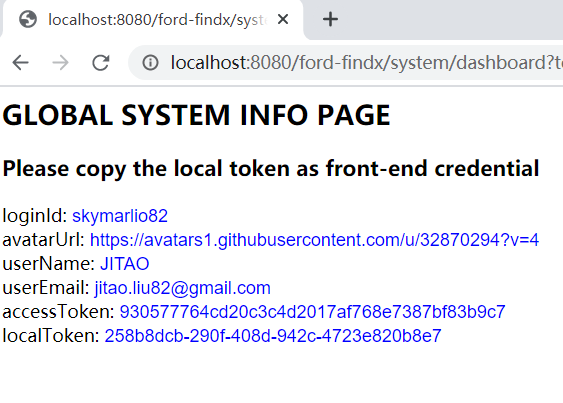 localhost:8080/ford-findx/syst
localhost:8080/ford-findx/system/dashboard?t
GLOBAL SYSTEM INFO PAGE
Please copy the local token as front-end credential
loginId: skymarlio82
avatarUrl: https://avatars1.githubusercontent.com/u/32870294?v=4
userName: JITAO
userEmail: jitao.liu82@gmail.com
accessToken: 930577764cd20c3c4d2017af768e7387bf83b9c7
localToken: 258b8dcb-290f-408d-942c-4723e820b8e7